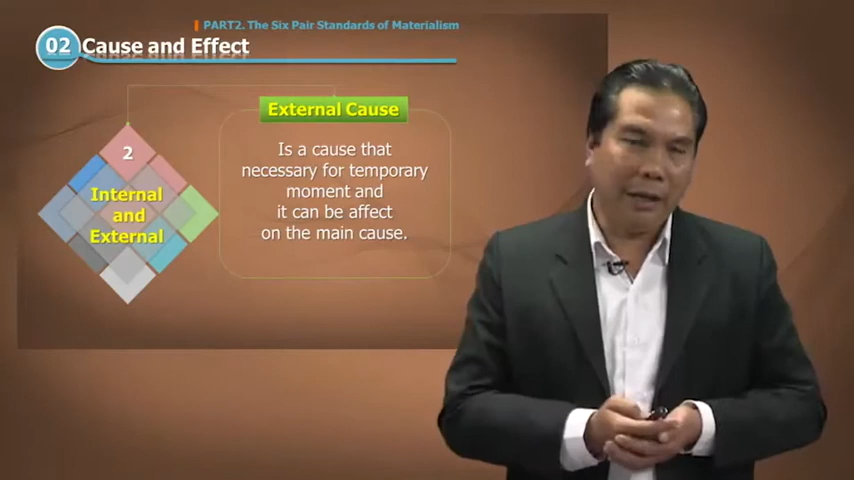 PART2. The Six Pair Standards of Materialism
02 Cause and Effect
External Cause
2
Internal
and
External
Is a cause that
necessary for temporary
moment and
it can be affect
on the main cause.